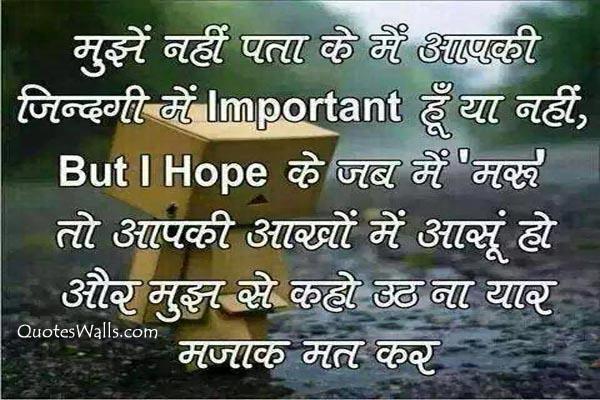 मुझें नहीं पता के में आपकी
जिन्दगी में Important हूँ या नहीं,
But I Hope के जब में 'मरू'
तो आपकी आखों में आसूं हो
और मुझ से कहो उठ ना यार
QuotesWalls.com
मजाक मत कर